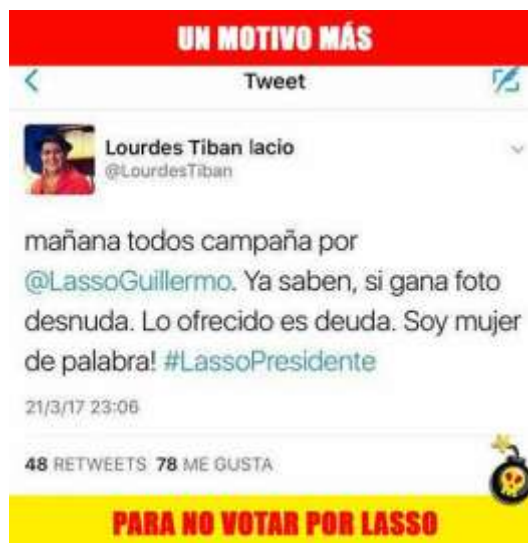 UN MOTIVO MÁS
Tweet
Lourdes Tiban lacio
@LourdesTiban
mañana todos campaña por
@LassoGuillermo. Ya saben, si gana foto
desnuda. Lo ofrecido es deuda. Soy mujer
de palabra! #LassoPresidente
21/3/17 23:06
48 RETWEETS 78 ME GUSTA
PARA NO VOTAR POR LASSO